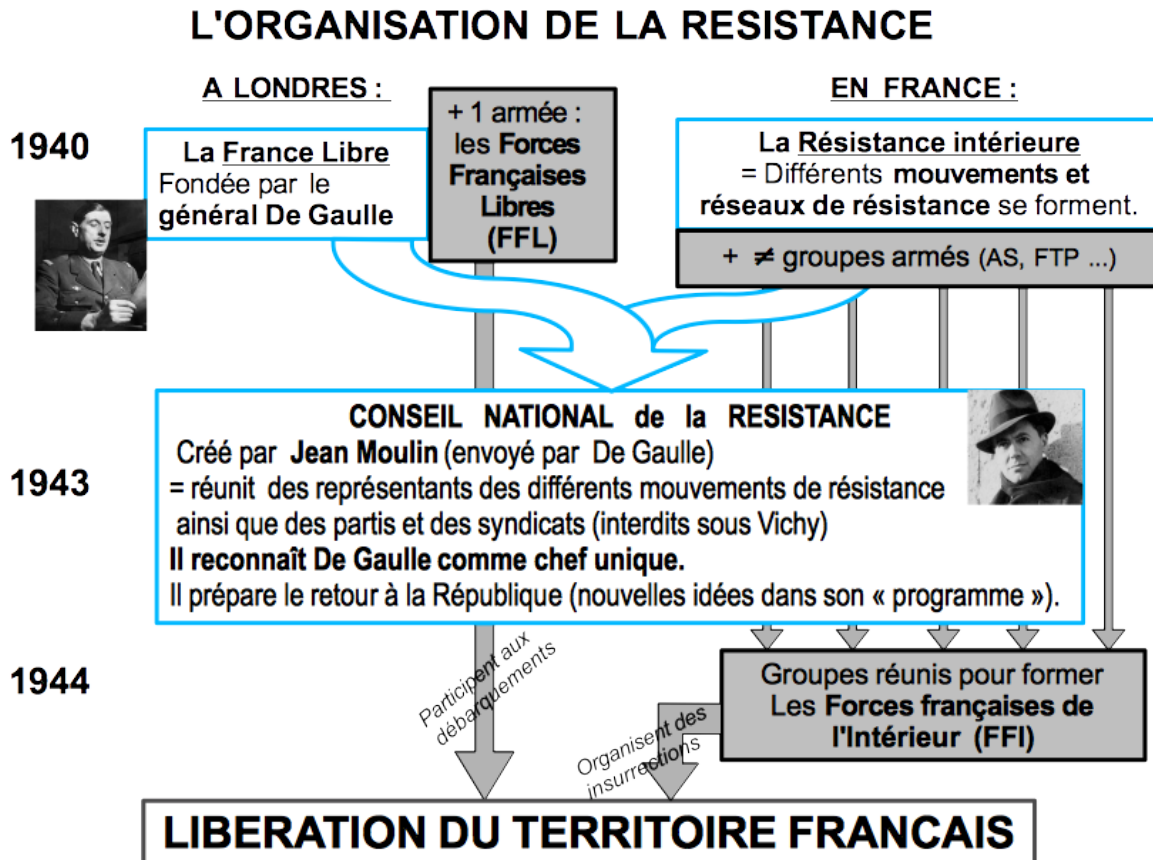 L'ORGANISATION DE LA RESISTANCE
A LONDRES :
EN FRANCE :
1940
La France Libre
Fondée par le
général De Gaulle
+ 1 armée :
les Forces
Françaises
Libres
(FFL)
La Résistance intérieure
= Différents mouvements et
réseaux de résistance se forment.
+ ≠ groupes armés (AS, FTP ...)
1943
CONSEIL NATIONAL de la RESISTANCE
Créé par Jean Moulin (envoyé par De Gaulle)
= réunit des représentants des différents mouvements de résistance
ainsi que des partis et des syndicats (interdits sous Vichy)
Il reconnaît De Gaulle comme chef unique.
Il prépare le retour à la République (nouvelles idées dans son « programme »).
1944
Participent aux
débarquements
Organisent des
insurrections
Groupes réunis pour former
Les Forces françaises de
l'Intérieur (FFI)
LIBERATION DU TERRITOIRE FRANCAIS